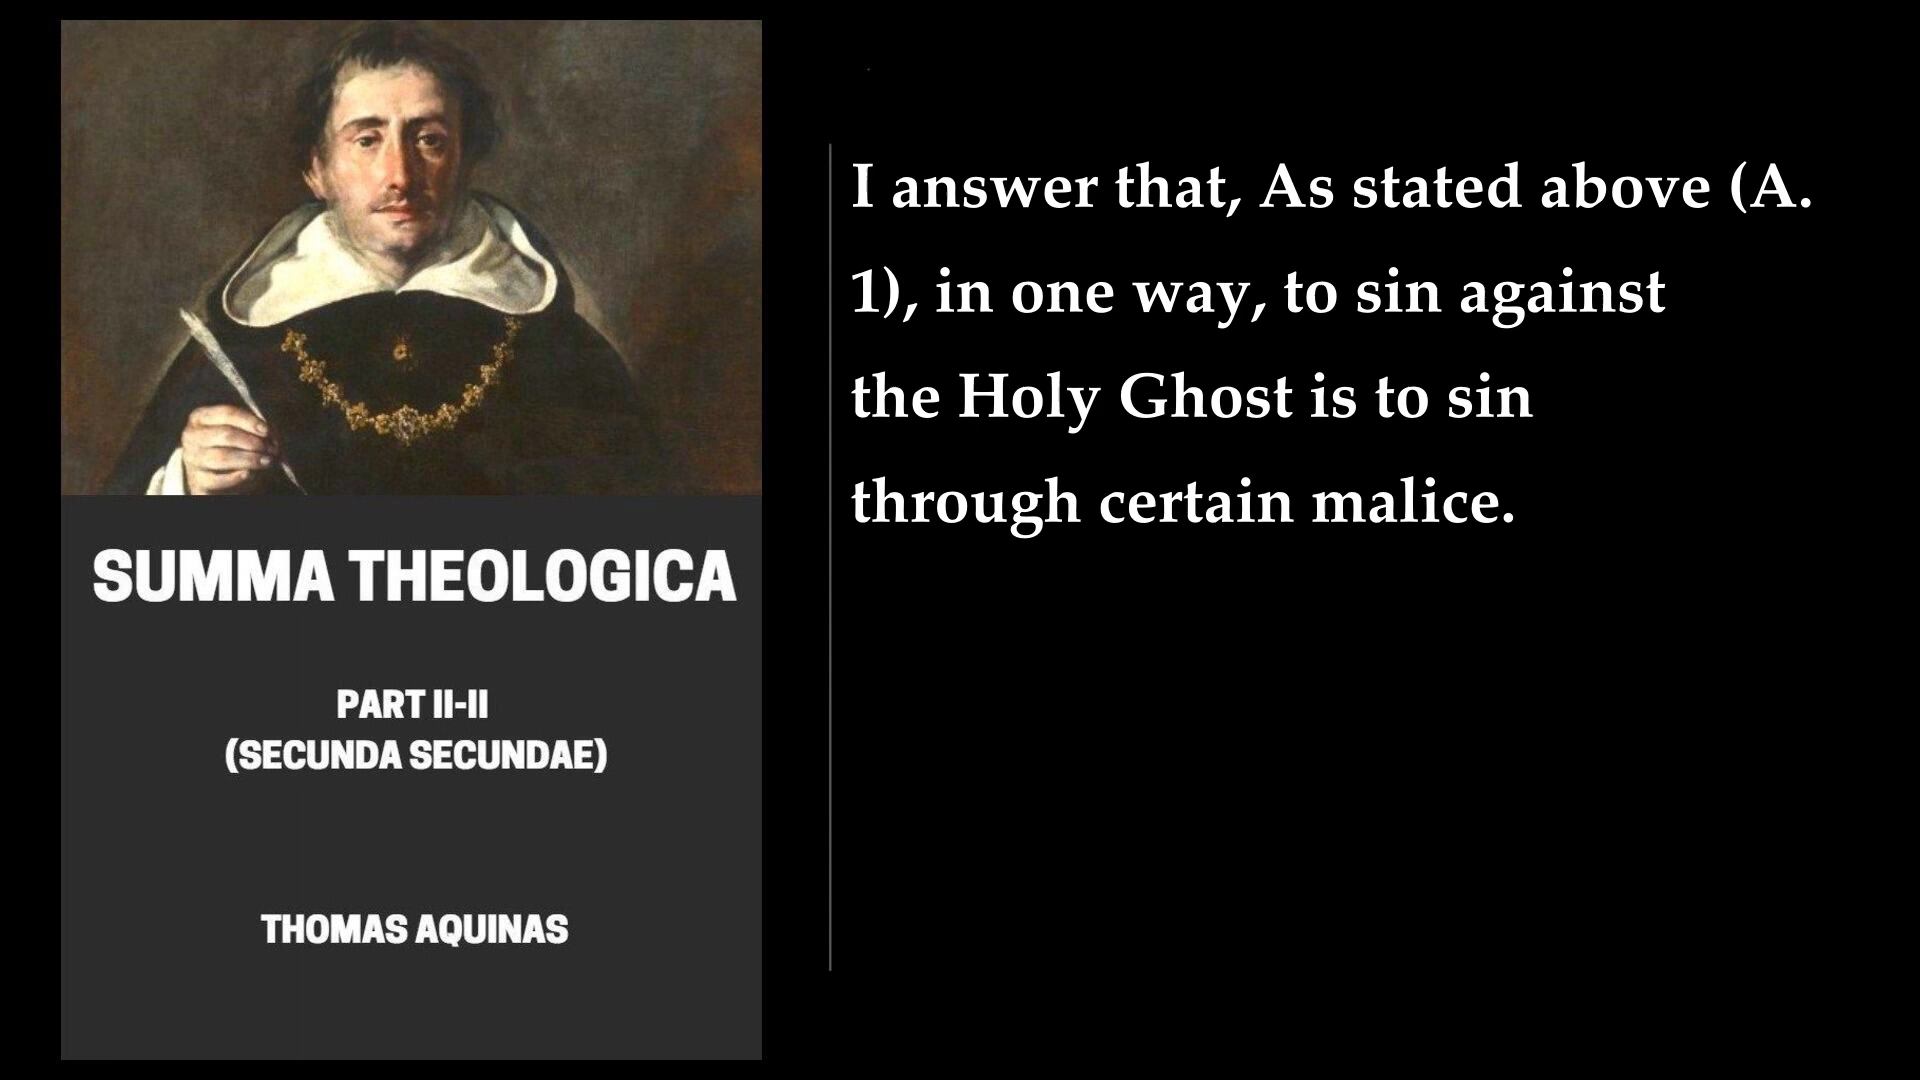 SUMMA THEOLOGICA
PART II-II
(SECUNDA SECUNDAE)
THOMAS AQUINAS
I answer that, As stated above (A.
1), in one way, to sin against
the Holy Ghost is to sin
through certain malice.